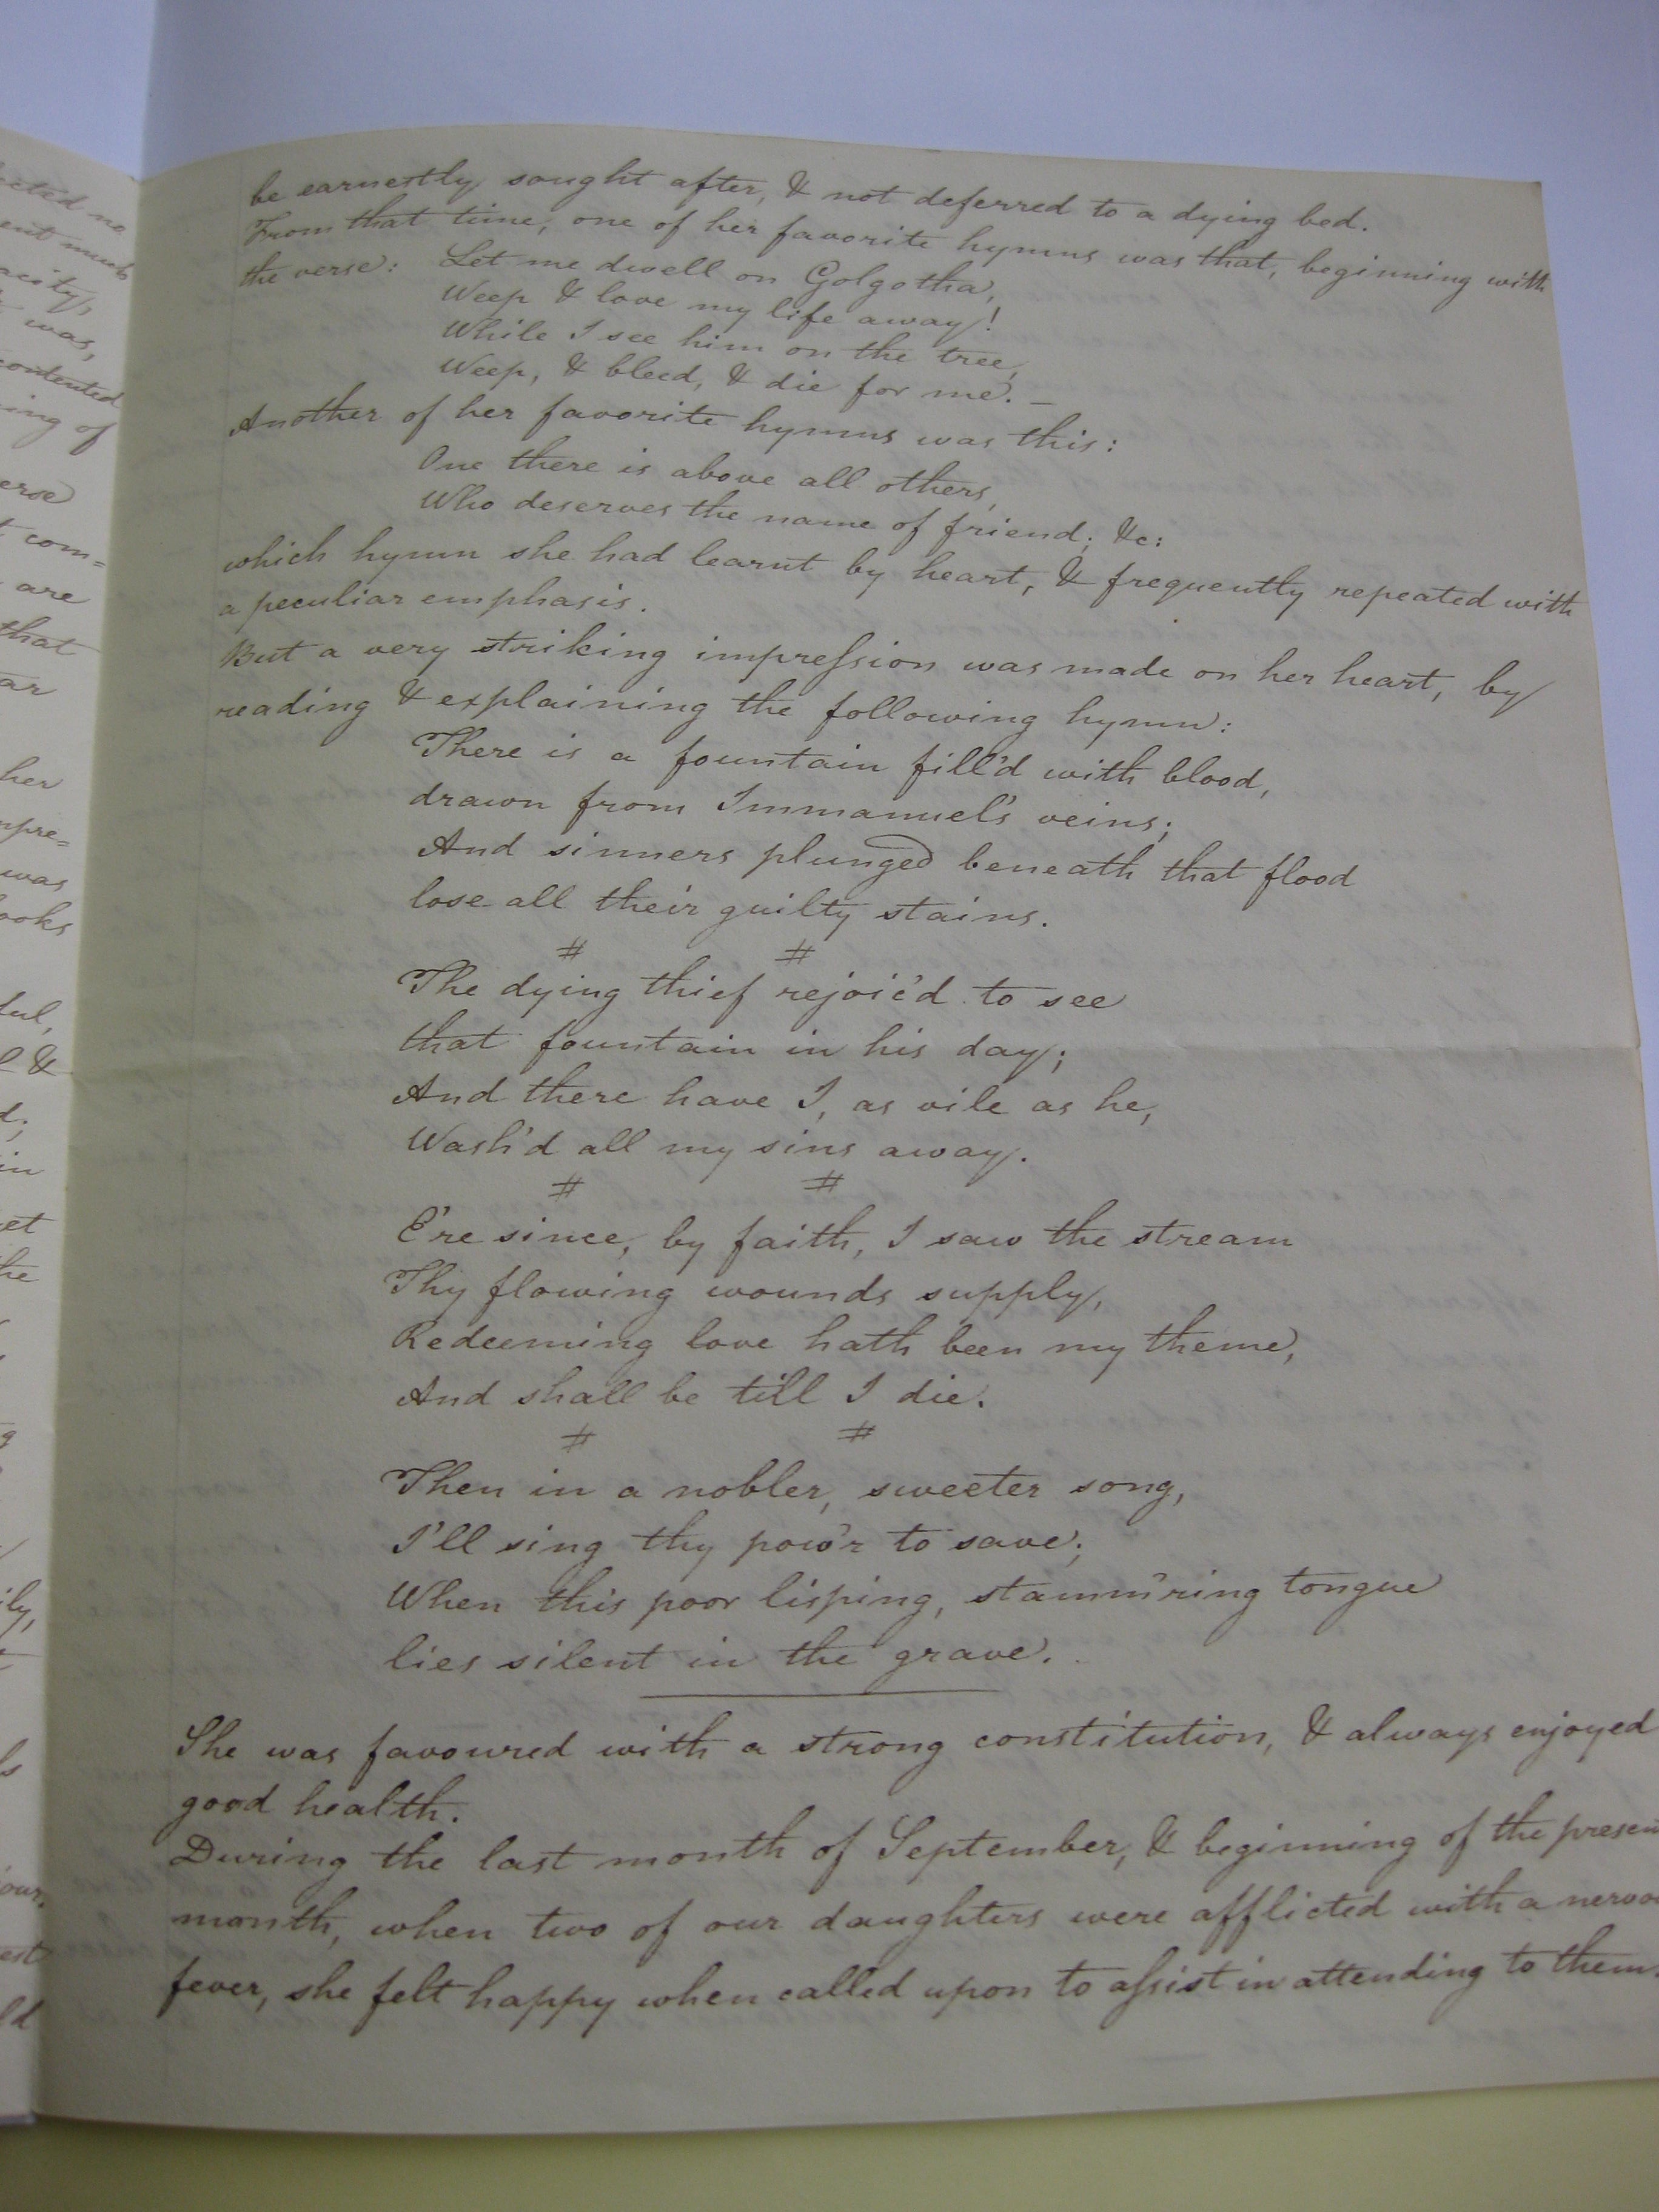 be earnestly sought after, & not deferred to a dying bed.
From that time, one of her favorite hymns was that, beginning with
the verse: Let me dwell on Golgotha,
Weep & love my life away!
While I see him on the tree,
Weep, & bleed, & die for me. —
Another of her favorite hymns was this:
One there is above all others,
Who deserves the name of friend; &c:
which hymn she had learnt by heart, & frequently repeated with
a peculiar emphasis.
But a very striking impreſsion was made on her heart, by
reading & explaining the following hymn:
There is a fountain fill'd with blood,
drawn from Immanuel's veins;
And sinners plunged beneath that flood
lose all their guilty stains.
# #
The dying thief rejoic'd to see
that fountain in his day;
And there have I, as vile as he,
Wash'd all my sins away.
# #
E're since, by faith, I saw the stream
Thy flowing wounds supply,
Redeeming love hath been my theme,
And shall be till I die.
# #
Then in a nobler, sweeter song,
I'll sing thy pow'r to save;
When this poor lisping, stamm'ring tongue
lies silent in the grave.
She was favoured with a strong constitution, & always enjoyed
good health.
During the last month of September, & beginning of the presen
month, when two of our daughters were afflicted with a nervo
fever, she felt happy when called upon to aſsist in attending to them.